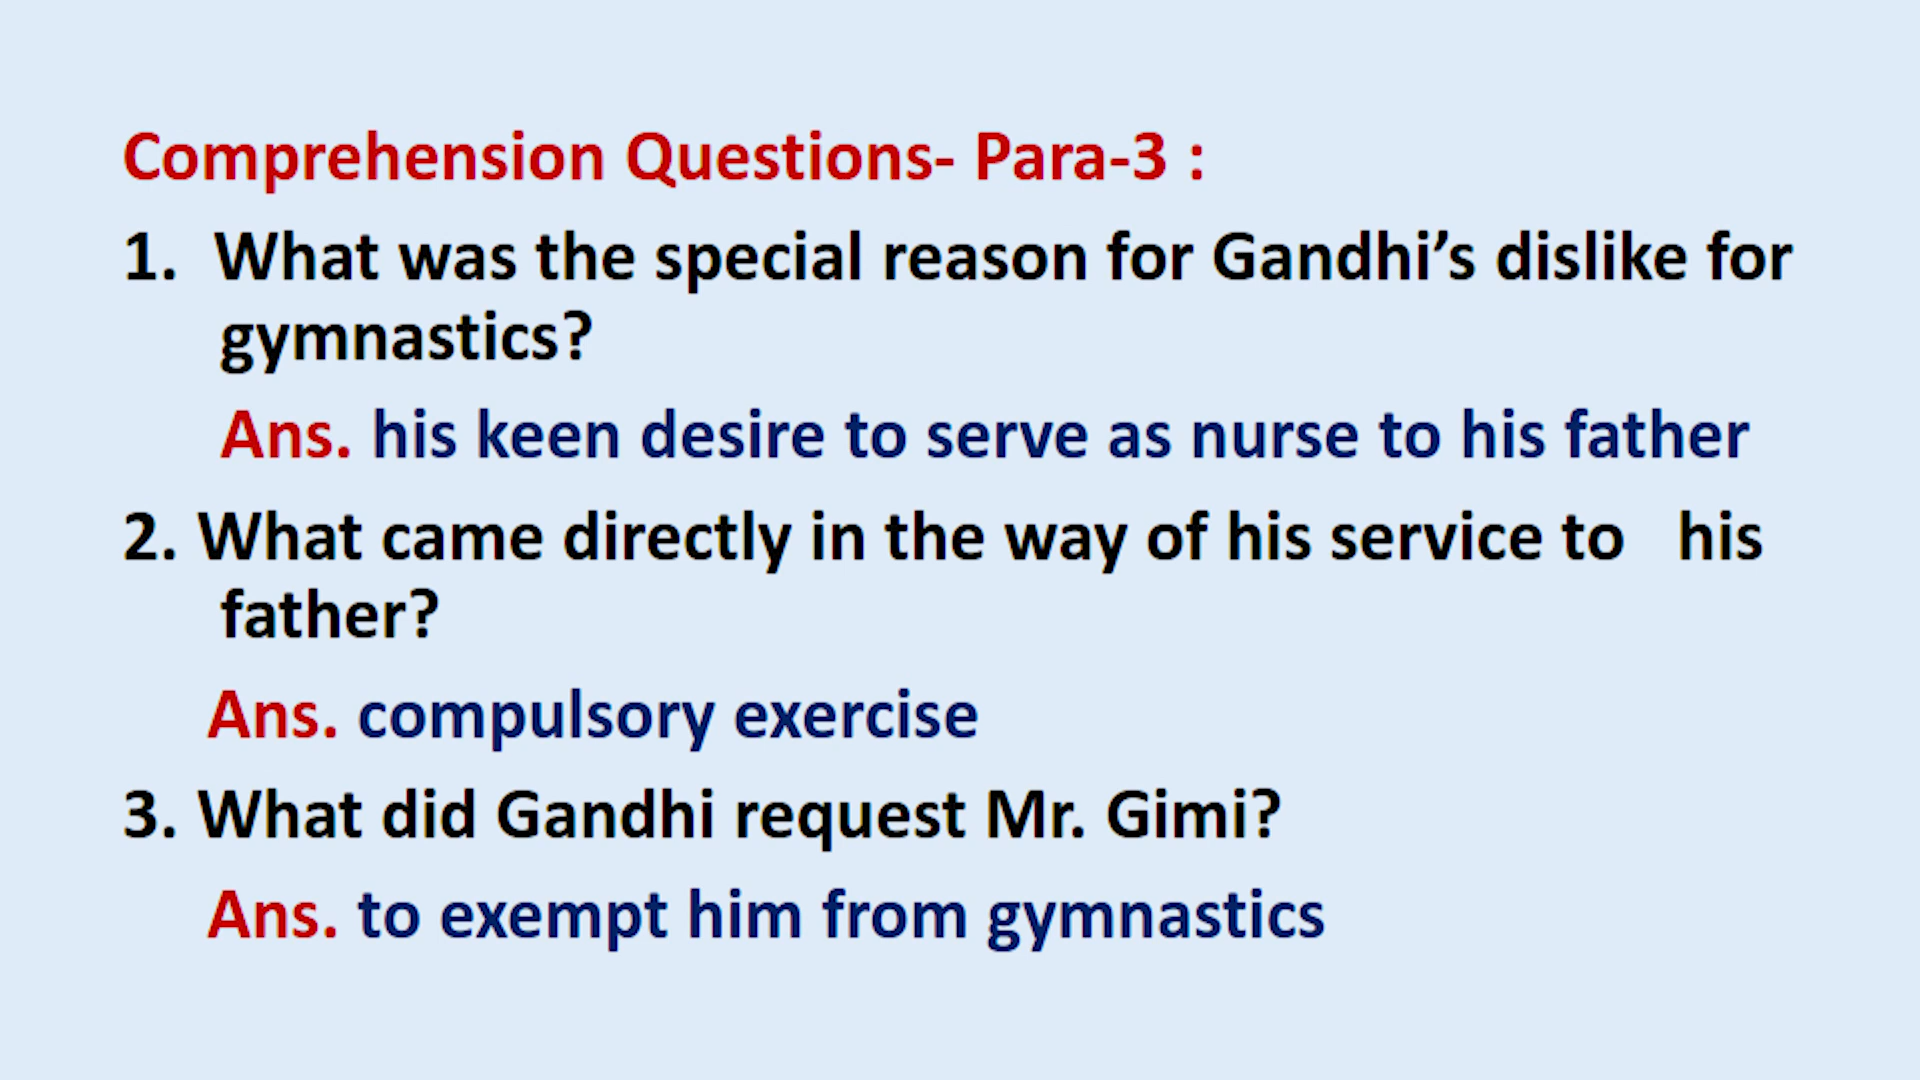 Comprehension Questions- Para-3 :
1. What was the special reason for Gandhi’s dislike for
gymnastics?
Ans. his keen desire to serve as nurse to his father
2. What came directly in the way of his service to his
father?
Ans. compulsory exercise
3. What did Gandhi request Mr. Gimi?
Ans. to exempt him from gymnastics